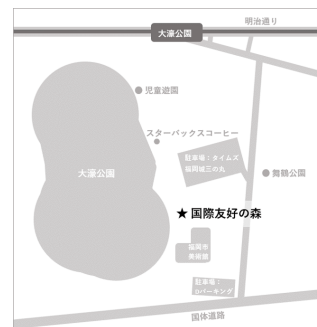 明治通り
大濠公園
児童遊園
スターバックスコーヒー
駐車場：タイムズ
福岡城三の丸
大濠公園
舞鶴公園
★ 国際友好の森
福岡市
美術館
駐車場：
Dパーキング
国体道路